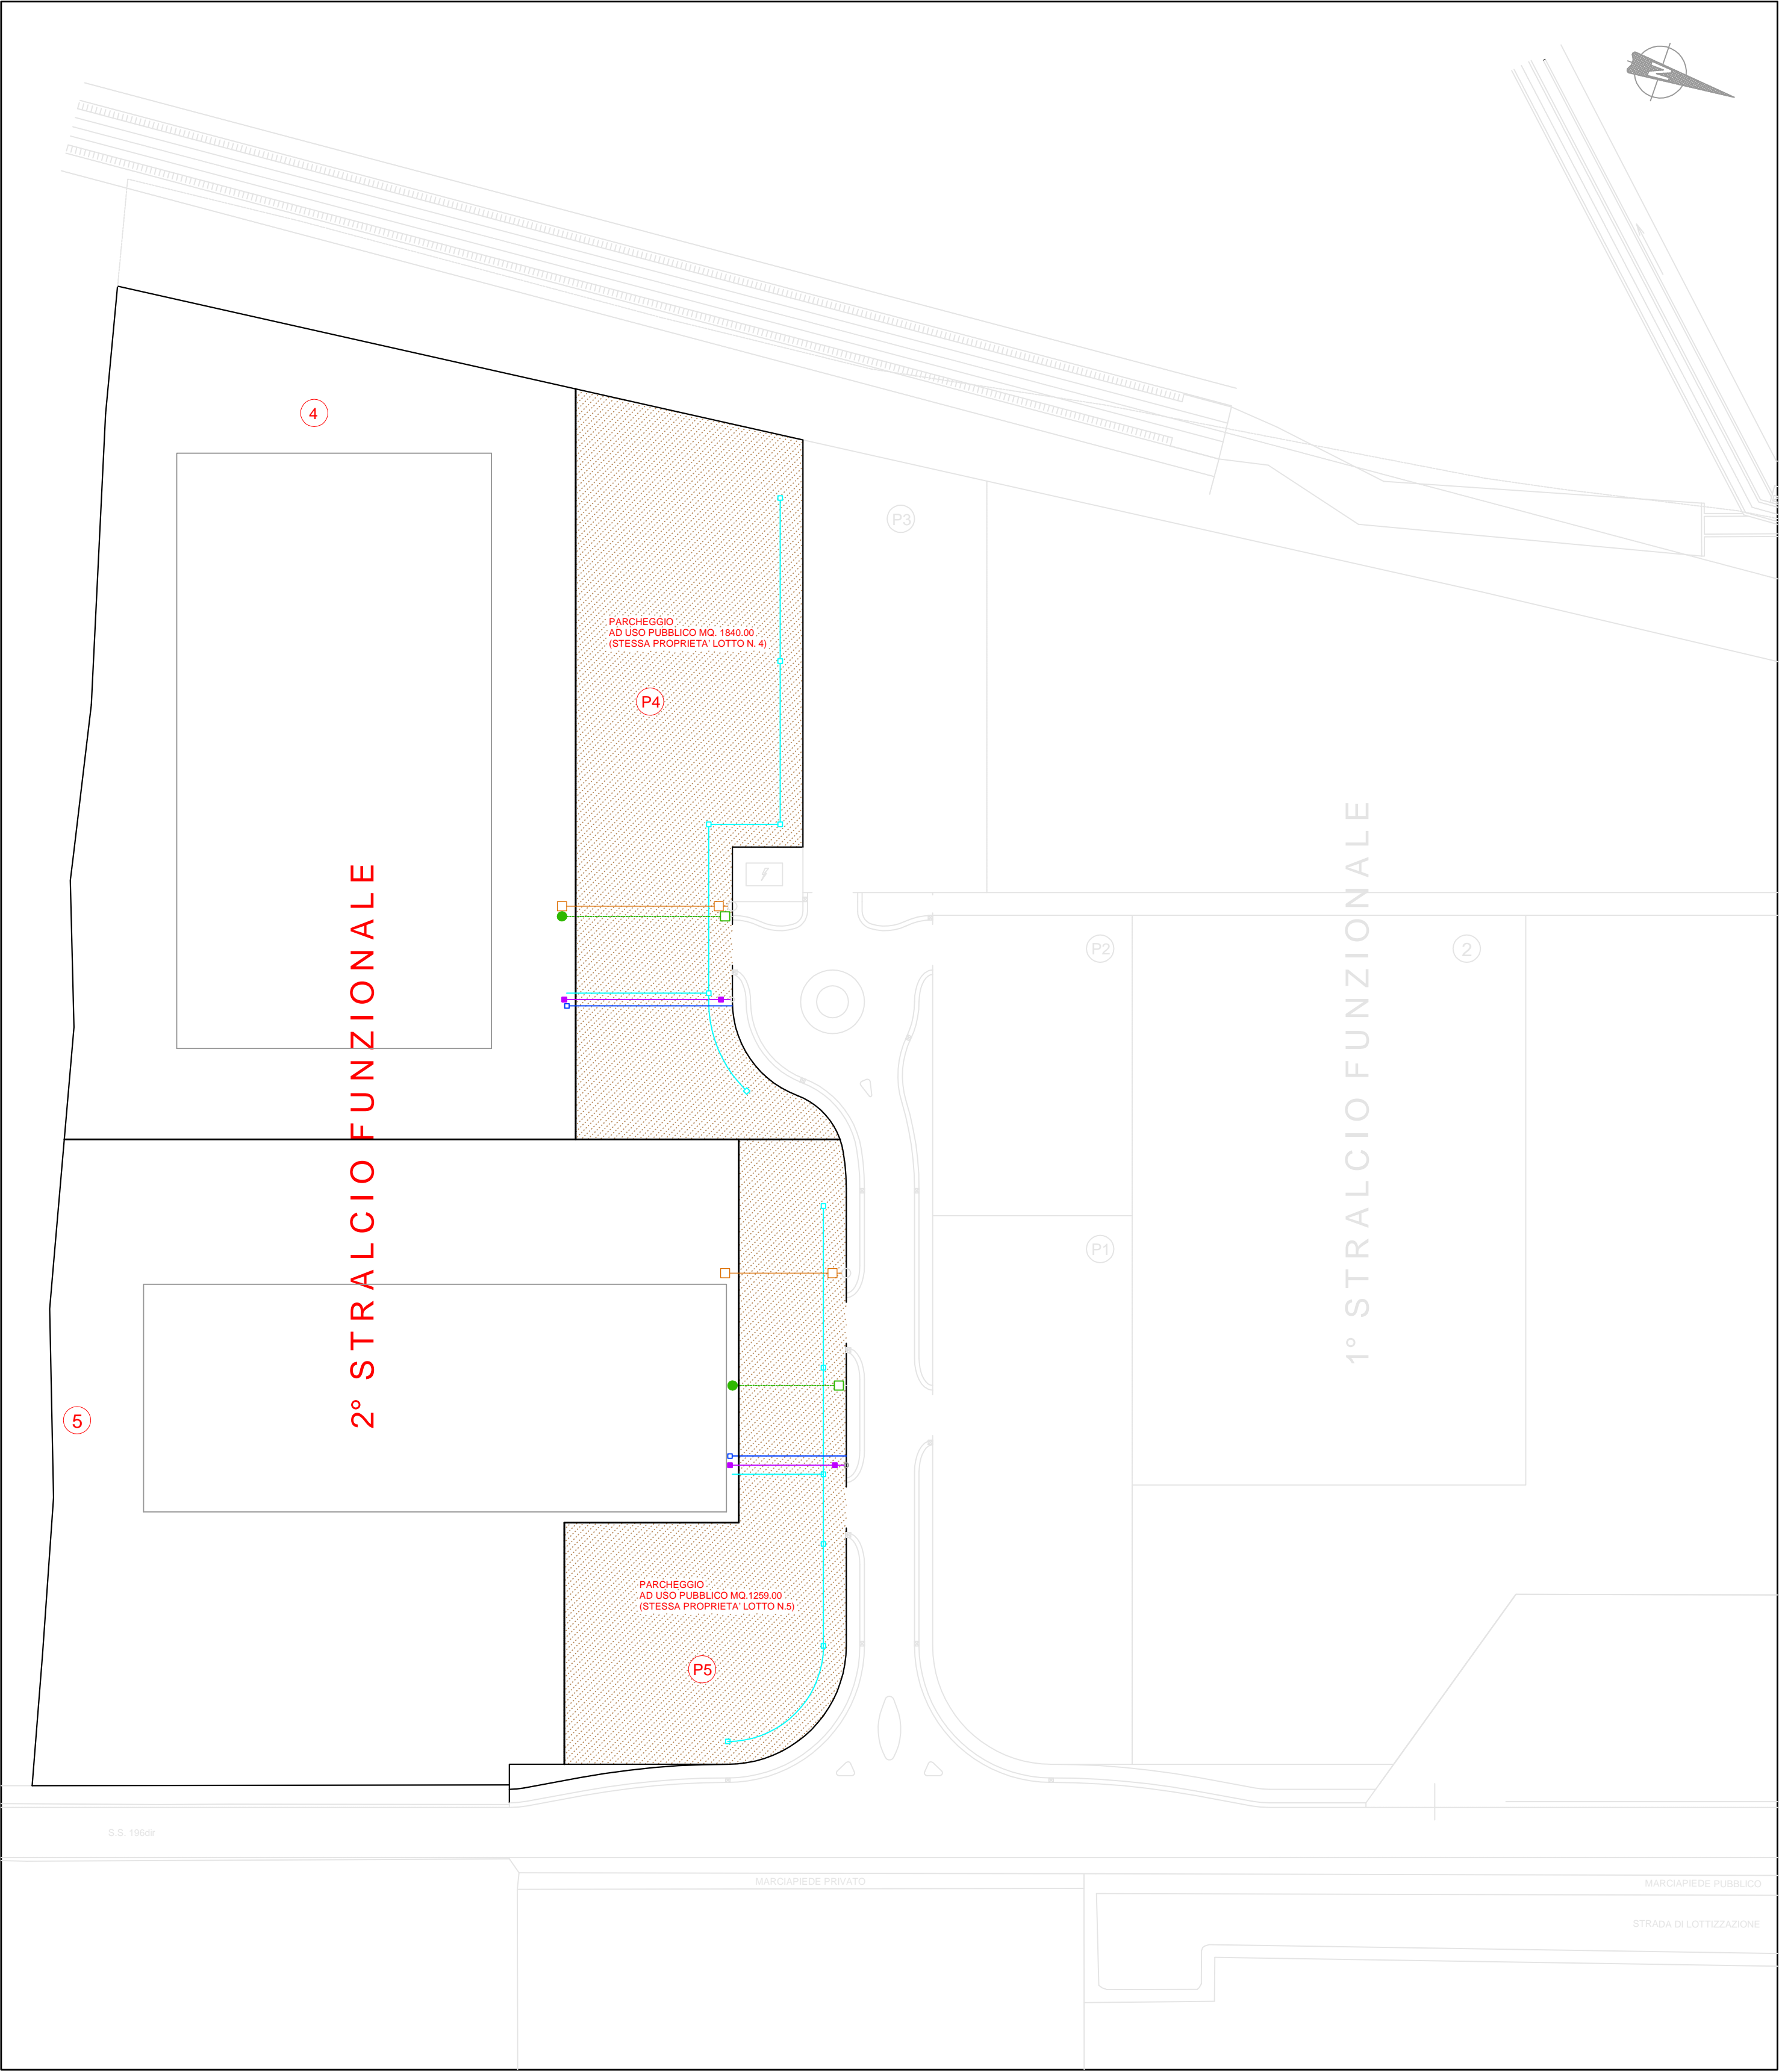 N
4
P3
PARCHEGGIO
AD USO PUBBLICO MQ. 1840.00
(STESSA PROPRIETA' LOTTO N. 4)
P4
2° STRALCIO FUNZIONALE
1° STRALCIO FUNZIONALE
P2
2
P1
5
PARCHEGGIO
AD USO PUBBLICO MQ.1259.00
(STESSA PROPRIETA' LOTTO N.5)
P5
S.S. 196dir
MARCIAPIEDE PRIVATO
MARCIAPIEDE PUBBLICO
STRADA DI LOTTIZZAZIONE